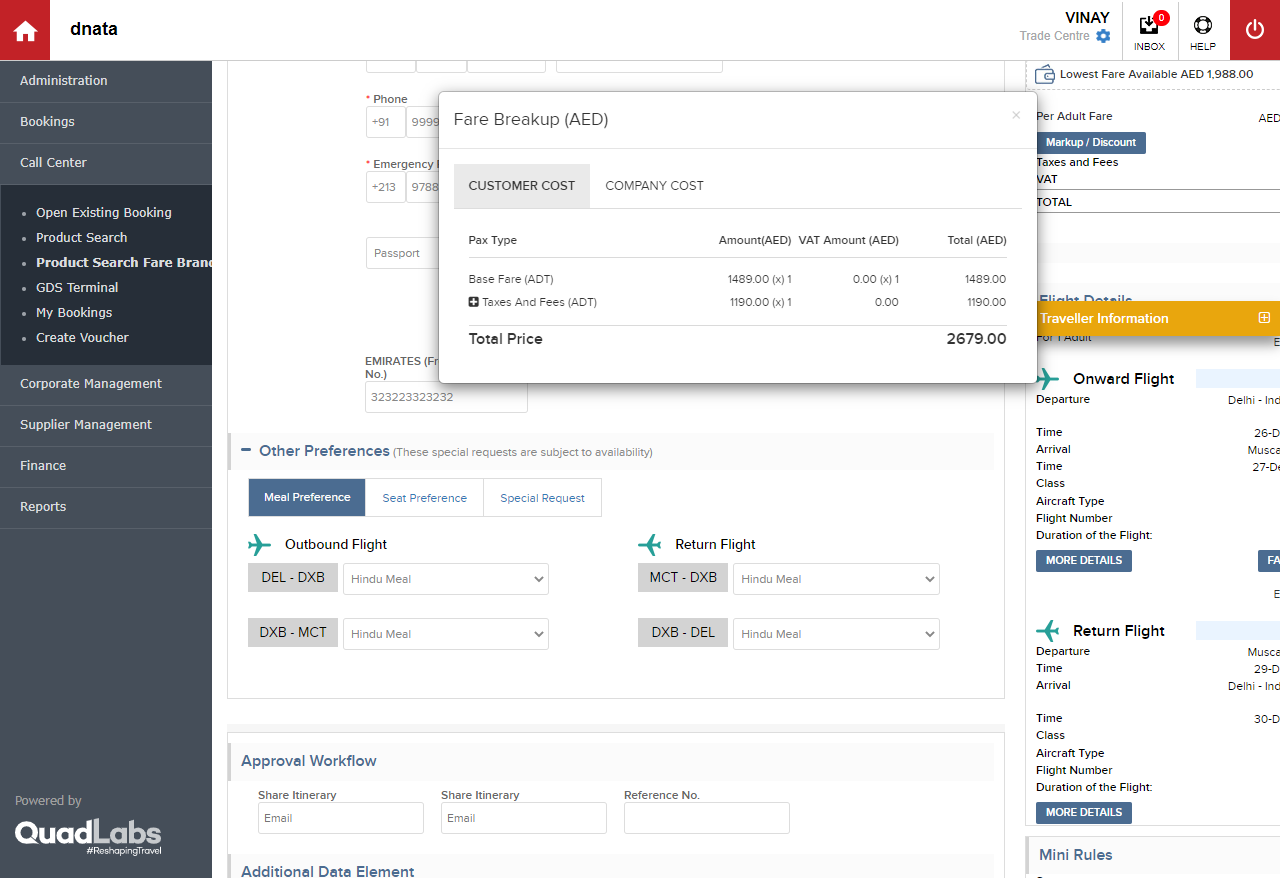 dnata
VINAY
Trade Centre
0
INBOX
HELP
Administration
Bookings
Call Center
Open Existing Booking
Product Search
Product Search Fare Bran
GDS Terminal
My Bookings
Create Voucher
Corporate Management
Supplier Management
Finance
Reports
Powered by
QuadLabs
#ReshapingTravel
* Phone
+91 9999
* Emergency
+213 9788
Passport
EMIRATES (Fr
No.)
323223323232
Fare Breakup (AED)
×
CUSTOMER COST COMPANY COST
Pax Type Amount(AED) VAT Amount (AED) Total (AED)
Base Fare (ADT) 1489.00 (x) 1 0.00 (x) 1 1489.00
Taxes And Fees (ADT) 1190.00 (x) 1 0.00 1190.00
Total Price 2679.00
Other Preferences (These special requests are subject to availability)
Meal Preference Seat Preference Special Request
Outbound Flight Return Flight
DEL - DXB Hindu Meal MCT - DXB Hindu Meal
DXB - MCT Hindu Meal DXB - DEL Hindu Meal
Approval Workflow
Share Itinerary Share Itinerary Reference No.
Email Email
Additional Data Element
Lowest Fare Available AED 1,988.00
Per Adult Fare AED
Markup / Discount
Taxes and Fees
VAT
TOTAL
Flight Details
Traveller Information
For 1 Adult E
Onward Flight
Departure Delhi - Ind
Time 26-D
Arrival Musca
Time 27-De
Class
Aircraft Type
Flight Number
Duration of the Flight:
MORE DETAILS FA
E
Return Flight
Departure Musca
Time 29-D
Arrival Delhi - Ind
Time 30-D
Class
Aircraft Type
Flight Number
Duration of the Flight:
MORE DETAILS
Mini Rules